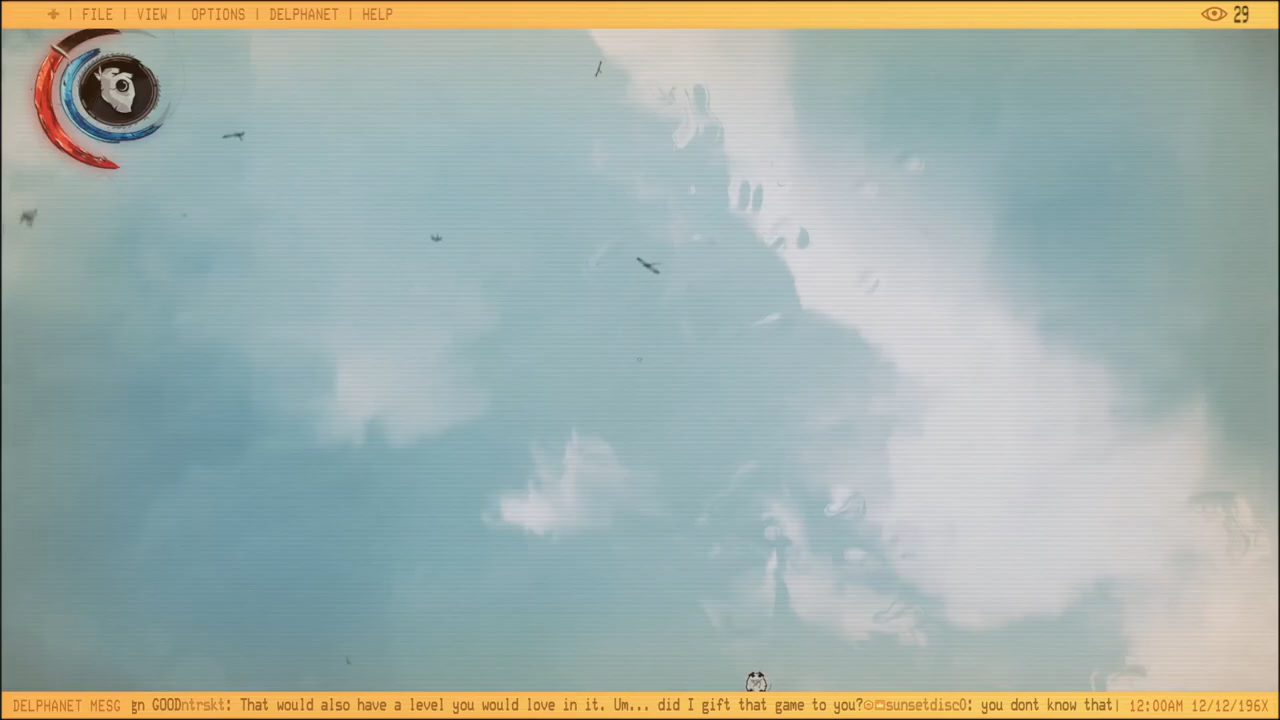 ✚ | FILE | VIEW | OPTIONS | DELPHANET | HELP
29
DELPHANET MESG gn GOODntrskt: That would also have a level you would love in it. Um... did I gift that game to you? sunsetdisc0: you dont know that| 12:00AM 12/12/196X